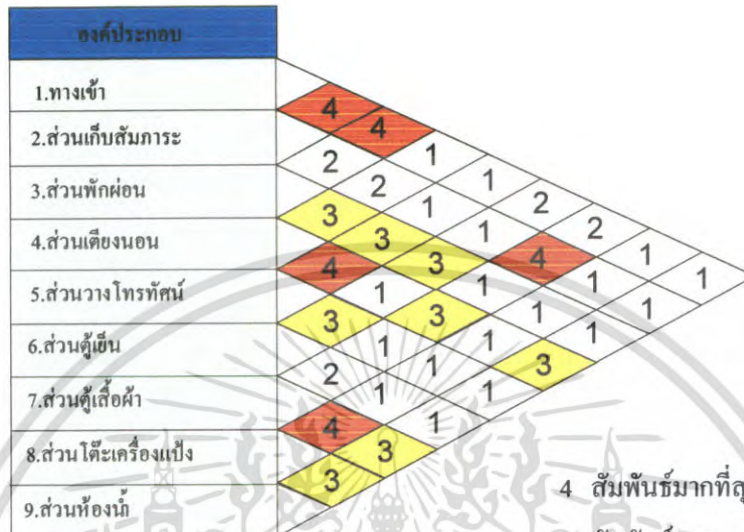 องค์ประกอบ
1.ทางเข้า
4 4 1 1 2 2 1 1
2.ส่วนเก็บสัมภาระ
2 2 1 1 4 1 1
3.ส่วนพักผ่อน
3 3 3 1 1 1
4.ส่วนเตียงนอน
4 1 3 1 3
5.ส่วนวางโทรทัศน์
3 1 1 1
6.ส่วนตู้เย็น
2 1 1
7.ส่วนตู้เสื้อผ้า
4 3
8.ส่วนโต๊ะเครื่องแป้ง
3
9.ส่วนห้องน้ำ
4 สัมพันธ์มากที่สุ